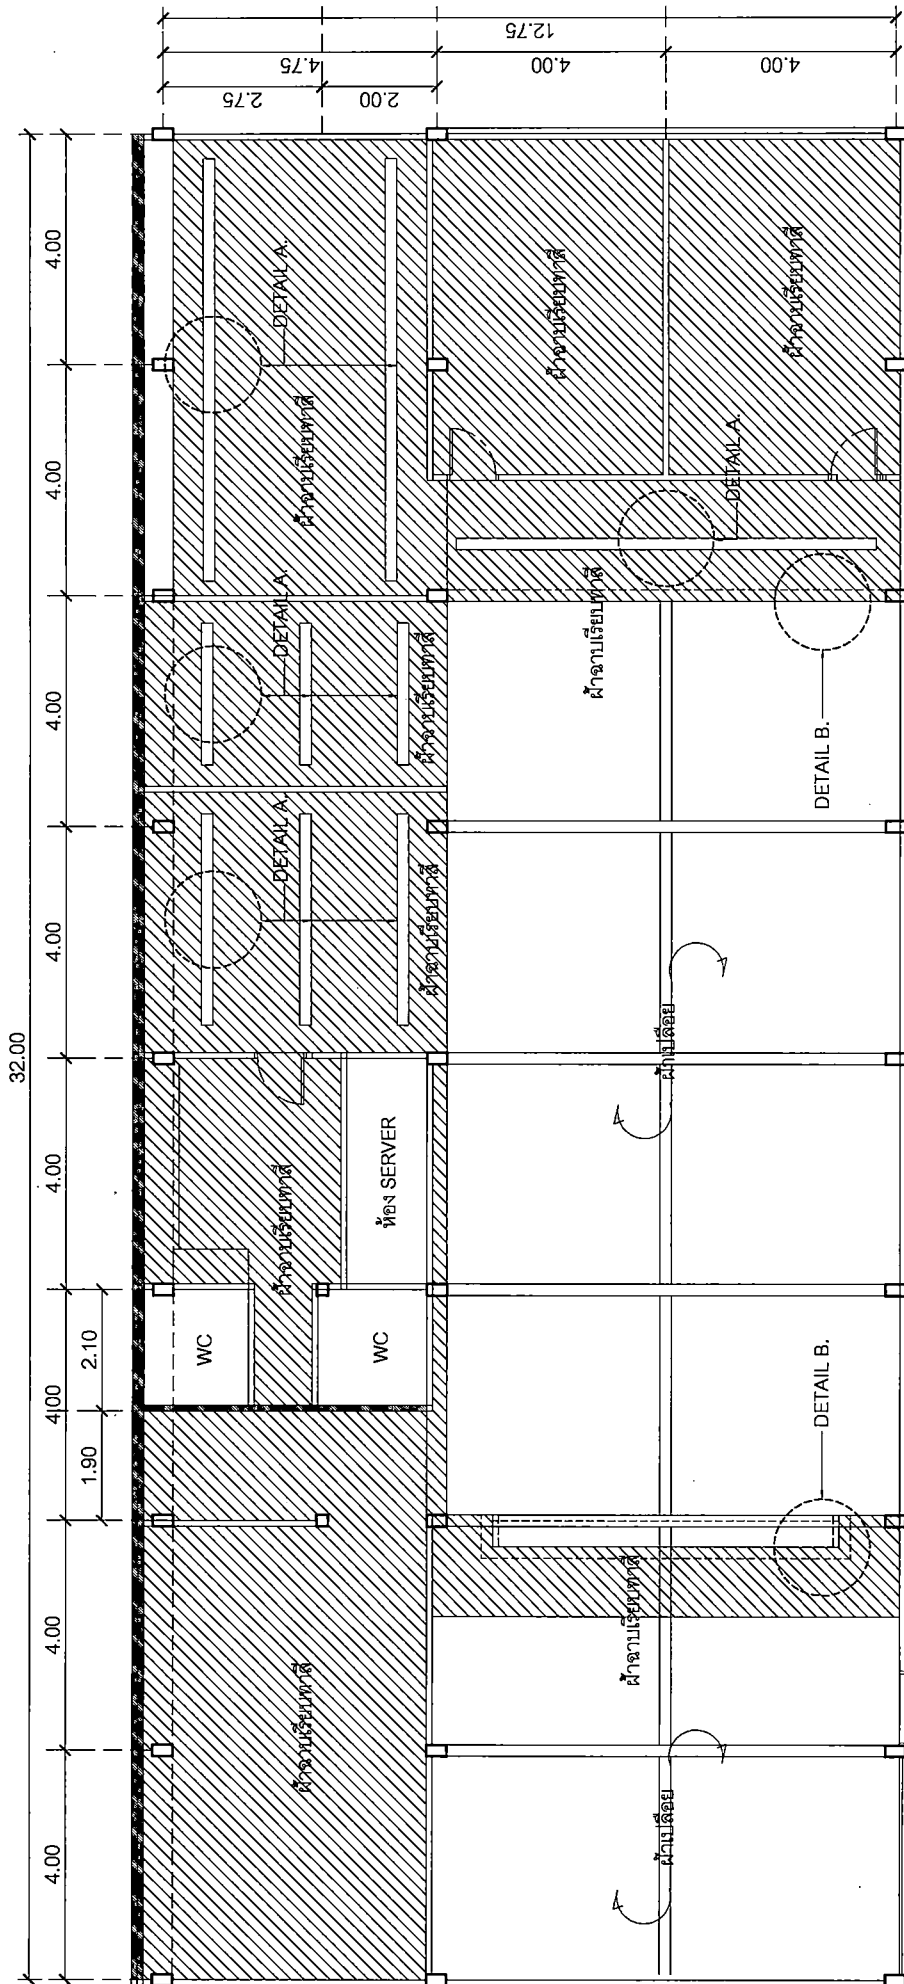 12.75
4.75
4.00
4.00
2.75
2.00
32.00
4.00
4.00
4.00
4.00
4.00
4.00
4.00
4.00
2.10
1.90
DETAIL A.
ฝ้าฉาบเรียบทาสี
ฝ้าฉาบเรียบทาสี
ฝ้าฉาบเรียบทาสี
DETAIL A.
ฝ้าฉาบเรียบทาสี
DETAIL A.
ฝ้าฉาบเรียบทาสี
DETAIL B.
DETAIL A.
ฝ้าฉาบเรียบทาสี
ฝ้าเปลือย
ห้อง SERVER
ฝ้าฉาบเรียบทาสี
WC
WC
DETAIL B.
ฝ้าฉาบเรียบทาสี
ฝ้าฉาบเรียบทาสี
ฝ้าเปลือย